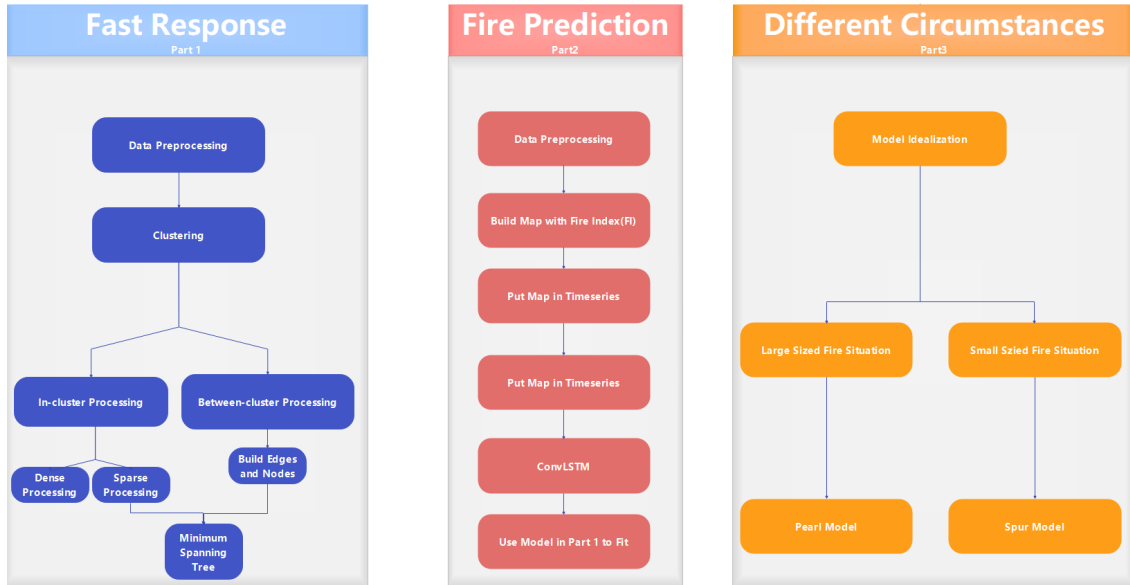 Fast Response
Part 1
Data Preprocessing
Clustering
In-cluster Processing
Between-cluster Processing
Dense
Processing
Sparse
Processing
Build Edges
and Nodes
Minimum
Spanning
Tree
Fire Prediction
Part2
Data Preprocessing
Build Map with Fire Index(FI)
Put Map in Timeseries
Put Map in Timeseries
ConvLSTM
Use Model in Part 1 to Fit
Different Circumstances
Part3
Model Idealization
Large Sized Fire Situation
Small Szied Fire Situation
Pearl Model
Spur Model